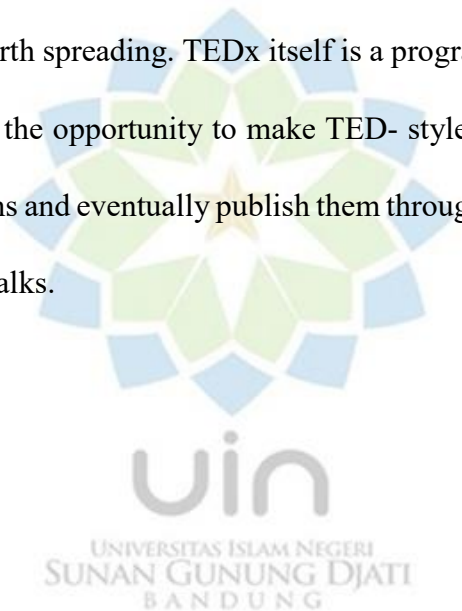 rth spreading. TEDx itself is a progra
the opportunity to make TED- style
ns and eventually publish them throug
alks.
uin
UNIVERSITAS ISLAM NEGERI
SUNAN GUNUNG DJATI
BANDUNG